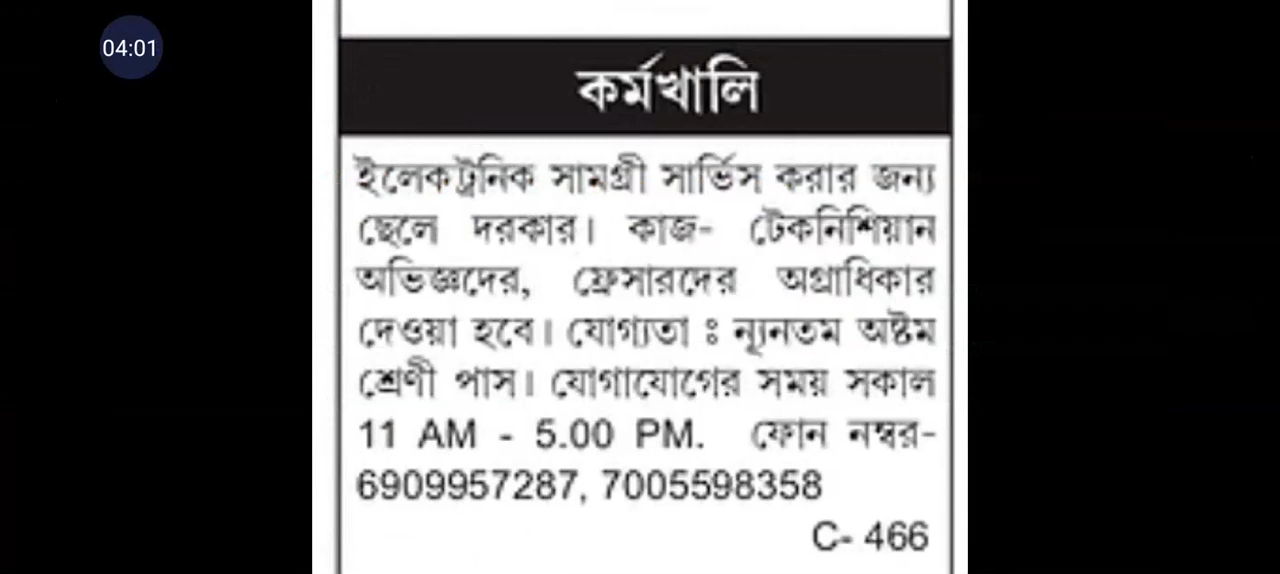 04:01
কর্মখালি
ইলেকট্রনিক সামগ্রী সার্ভিস করার জন্য
ছেলে দরকার। কাজ- টেকনিশিয়ান
অভিজ্ঞদের, ফ্রেসারদের অগ্রাধিকার
দেওয়া হবে। যোগ্যতা ঃ ন্যূনতম অষ্টম
শ্রেণী পাস। যোগাযোগের সময় সকাল
11 AM - 5.00 PM. ফোন নম্বর-
6909957287, 7005598358
C- 466